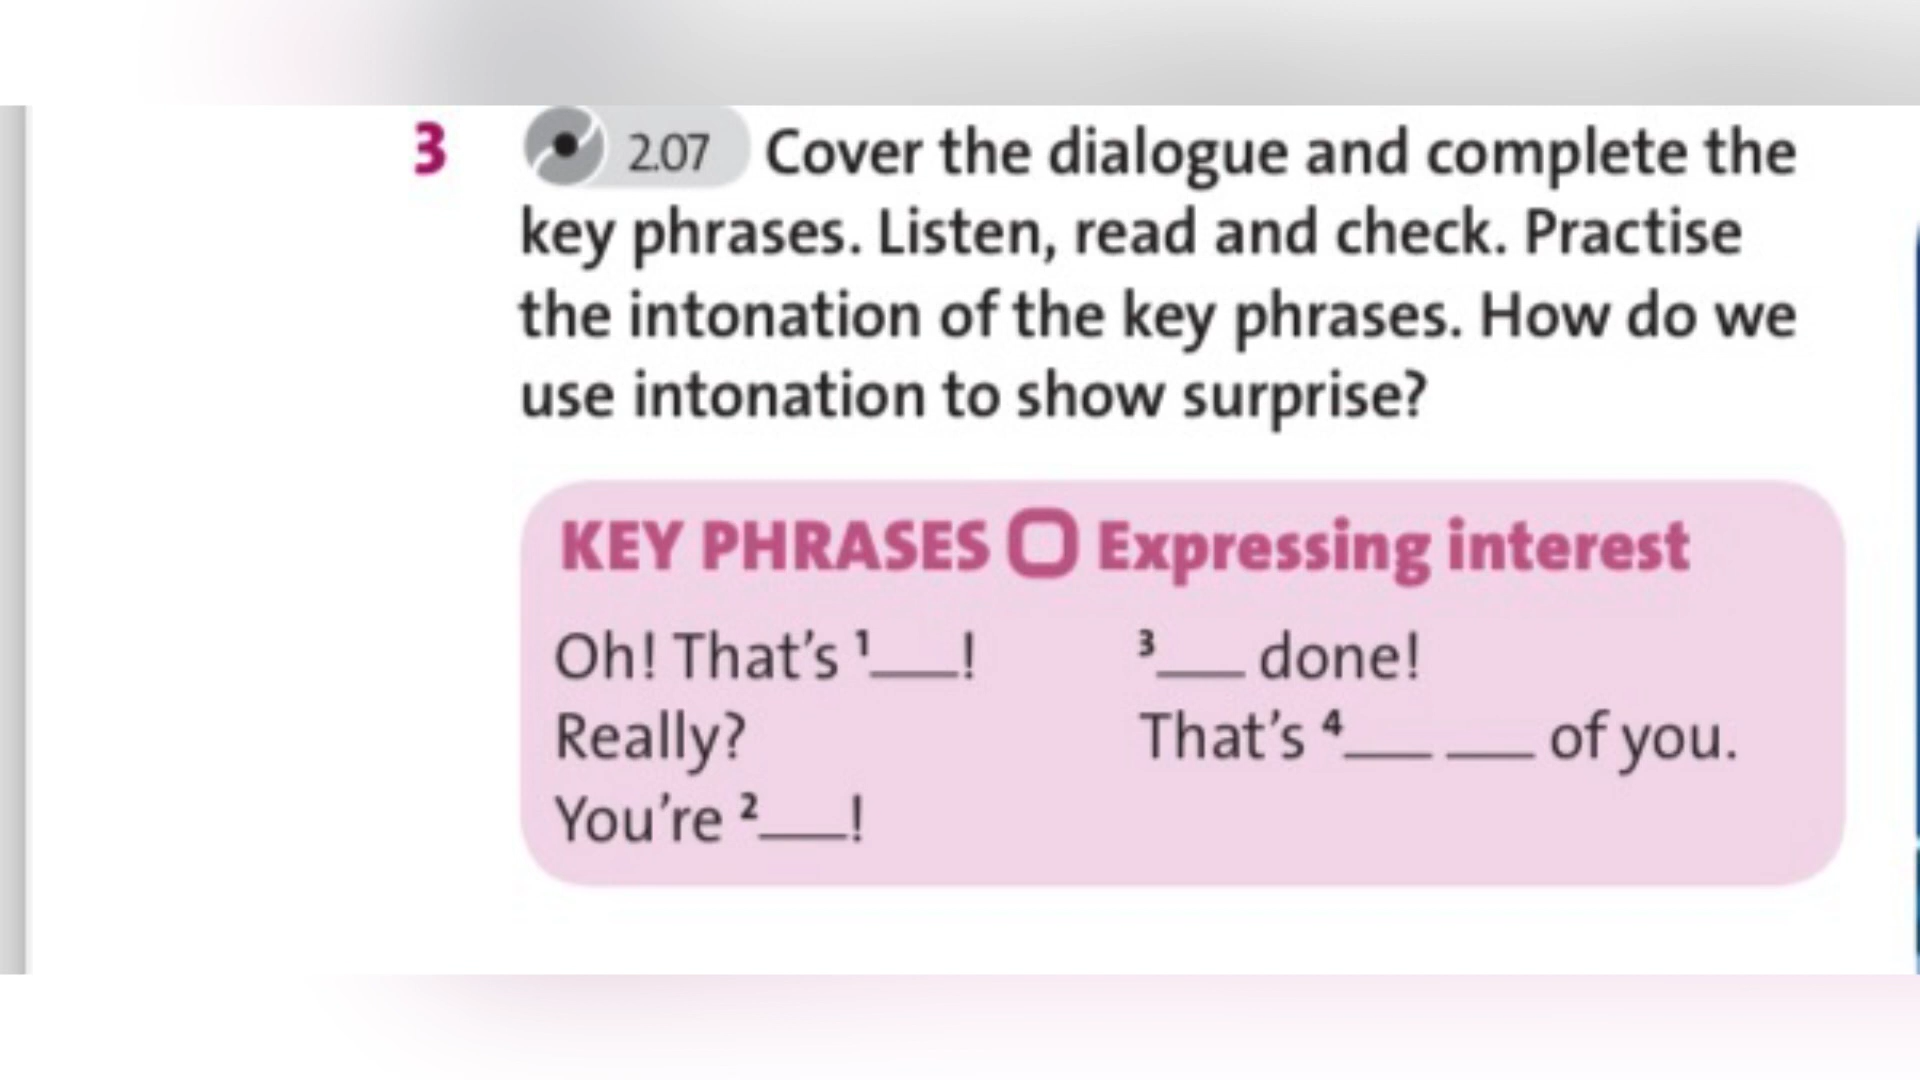 3 2.07 Cover the dialogue and complete the
key phrases. Listen, read and check. Practise
the intonation of the key phrases. How do we
use intonation to show surprise?
KEY PHRASES Expressing interest
Oh! That's ¹___!
Really?
You're ²___!
³___ done!
That's ⁴___ ___ of you.